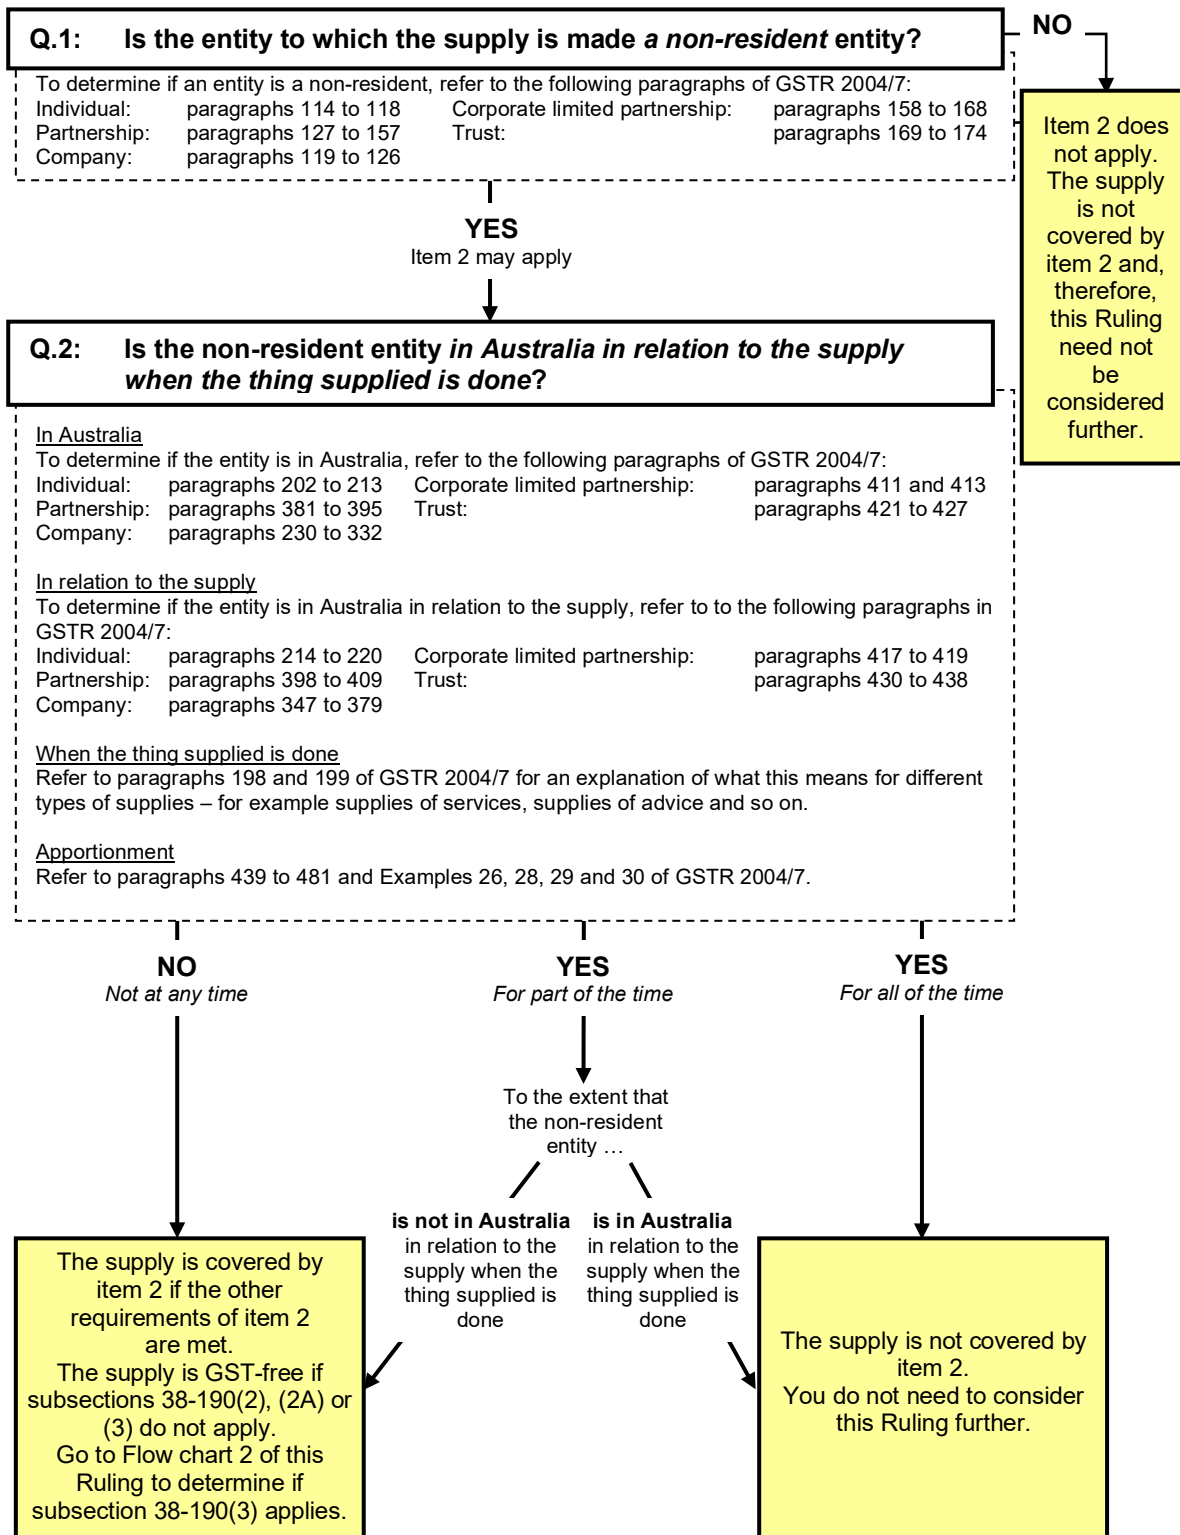 Q.1: Is the entity to which the supply is made a non-resident entity?
NO
To determine if an entity is a non-resident, refer to the following paragraphs of GSTR 2004/7:
Individual: paragraphs 114 to 118 Corporate limited partnership: paragraphs 158 to 168
Partnership: paragraphs 127 to 157 Trust: paragraphs 169 to 174
Company: paragraphs 119 to 126
Item 2 does
not apply.
The supply
is not
covered by
item 2 and,
therefore,
this Ruling
need not
be
considered
further.
YES
Item 2 may apply
Q.2: Is the non-resident entity in Australia in relation to the supply
when the thing supplied is done?
In Australia
To determine if the entity is in Australia, refer to the following paragraphs of GSTR 2004/7:
Individual: paragraphs 202 to 213 Corporate limited partnership: paragraphs 411 and 413
Partnership: paragraphs 381 to 395 Trust: paragraphs 421 to 427
Company: paragraphs 230 to 332
In relation to the supply
To determine if the entity is in Australia in relation to the supply, refer to to the following paragraphs in
GSTR 2004/7:
Individual: paragraphs 214 to 220 Corporate limited partnership: paragraphs 417 to 419
Partnership: paragraphs 398 to 409 Trust: paragraphs 430 to 438
Company: paragraphs 347 to 379
When the thing supplied is done
Refer to paragraphs 198 and 199 of GSTR 2004/7 for an explanation of what this means for different
types of supplies – for example supplies of services, supplies of advice and so on.
Apportionment
Refer to paragraphs 439 to 481 and Examples 26, 28, 29 and 30 of GSTR 2004/7.
NO
Not at any time
YES
For part of the time
YES
For all of the time
To the extent that
the non-resident
entity …
is not in Australia
in relation to the
supply when the
thing supplied is
done
is in Australia
in relation to the
supply when the
thing supplied is
done
The supply is covered by
item 2 if the other
requirements of item 2
are met.
The supply is GST-free if
subsections 38-190(2), (2A) or
(3) do not apply.
Go to Flow chart 2 of this
Ruling to determine if
subsection 38-190(3) applies.
The supply is not covered by
item 2.
You do not need to consider
this Ruling further.